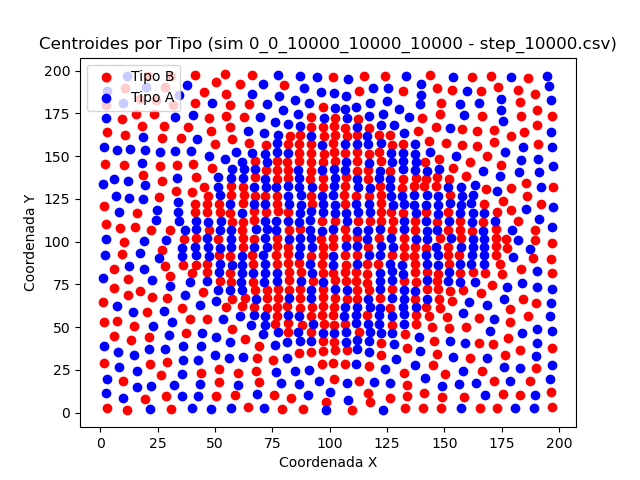 Centroides por Tipo (sim 0_0_10000_10000_10000 - step_10000.csv)
Tipo B
Tipo A
Coordenada Y
200
175
150
125
100
75
50
25
0
0 25 50 75 100 125 150 175 200
Coordenada X